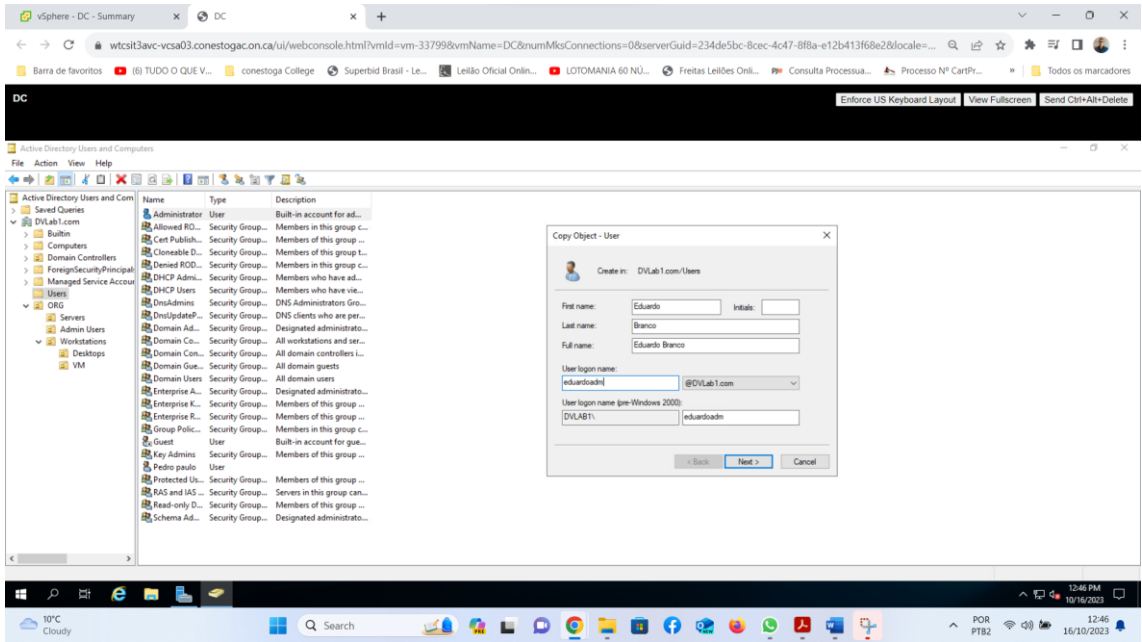 vSphere - DC - Summary
DC
wtcsit3avc-vcsa03.conestogac.on.ca/ui/webconsole.html?vmId=vm-33799&vmName=DC&numMksConnections=0&serverGuid=234de5bc-8cec-4c47-8f8a-e12b413f68e2&locale=...
Barra de favoritos (6) TUDO O QUE V... conestoga College Superbid Brasil - Le... Leilão Oficial Onlin... LOTOMANIA 60 NÚ... Freitas Leilões Onli... Consulta Processua... Processo Nº CartPr... » Todos os marcadores
DC
Enforce US Keyboard Layout View Fullscreen Send Ctrl+Alt+Delete
Active Directory Users and Computers
File Action View Help
Active Directory Users and Com
Saved Queries
DVLab1.com
Builtin
Computers
Domain Controllers
ForeignSecurityPrincipals
Managed Service Accour
Users
ORG
Servers
Admin Users
Workstations
Desktops
VM
Name Type Description
Administrator User Built-in account for ad...
Allowed RO... Security Group... Members in this group c...
Cert Publish... Security Group... Members of this group ...
Cloneable D... Security Group... Members of this group t...
Denied ROD... Security Group... Members in this group c...
DHCP Admi... Security Group... Members who have ad...
DHCP Users Security Group... Members who have vie...
DnsAdmins Security Group... DNS Administrators Gro...
DnsUpdateP... Security Group... DNS clients who are per...
Domain Ad... Security Group... Designated administrato...
Domain Co... Security Group... All workstations and ser...
Domain Con... Security Group... All domain controllers i...
Domain Gue... Security Group... All domain guests
Domain Users Security Group... All domain users
Enterprise A... Security Group... Designated administrato...
Enterprise K... Security Group... Members of this group ...
Enterprise R... Security Group... Members of this group ...
Group Polic... Security Group... Members in this group c...
Guest User Built-in account for gue...
Key Admins Security Group... Members of this group ...
Pedro paulo User
Protected Us... Security Group... Members of this group ...
RAS and IAS ... Security Group... Servers in this group can...
Read-only D... Security Group... Members of this group ...
Schema Ad... Security Group... Designated administrato...
Copy Object - User
Create in: DVLab1.com/Users
First name: Eduardo Initials:
Last name: Branco
Full name: Eduardo Branco
User logon name:
eduardoadm @DVLab1.com
User logon name (pre-Windows 2000):
DVLAB1\ eduardoadm
< Back Next > Cancel
12:46 PM
10/16/2023
10°C
Cloudy
Search
PRE
POR
PTB2
12:46
16/10/2023